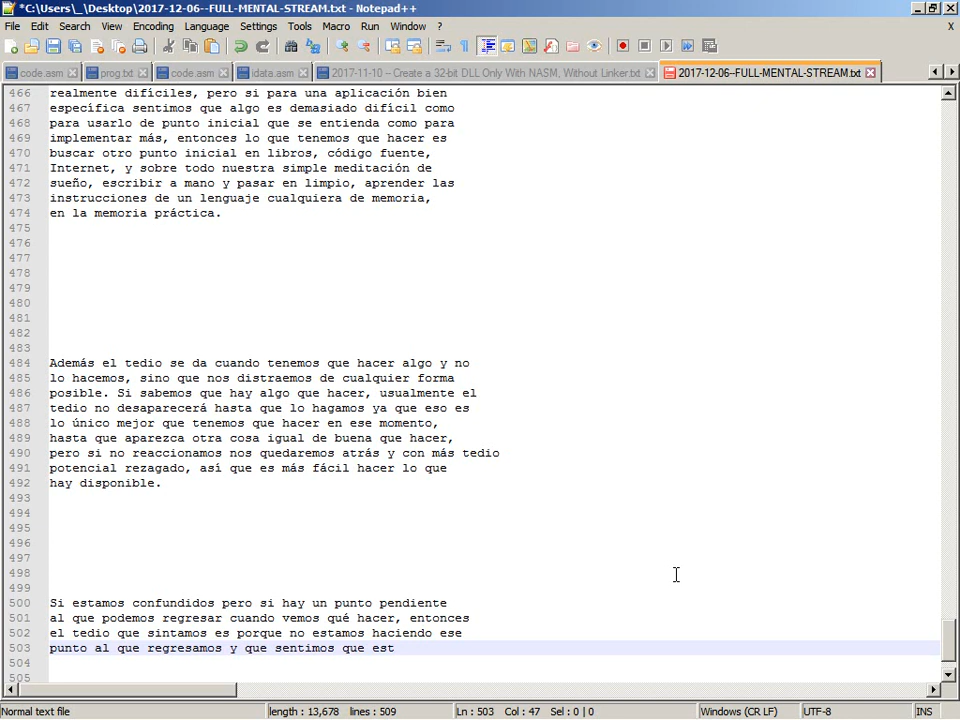 *C:\Users\_\Desktop\2017-12-06--FULL-MENTAL-STREAM.txt - Notepad++
File Edit Search View Encoding Language Settings Tools Macro Run Window ? X
code.asm prog.txt code.asm idata.asm 2017-11-10 – Create a 32-bit DLL Only With NASM, Without Linker.txt 2017-12-06--FULL-MENTAL-STREAM.txt
466 realmente difíciles, pero si para una aplicación bien
467 específica sentimos que algo es demasiado difícil como
468 para usarlo de punto inicial que se entienda como para
469 implementar más, entonces lo que tenemos que hacer es
470 buscar otro punto inicial en libros, código fuente,
471 Internet, y sobre todo nuestra simple meditación de
472 sueño, escribir a mano y pasar en limpio, aprender las
473 instrucciones de un lenguaje cualquiera de memoria,
474 en la memoria práctica.
475
476
477
478
479
480
481
482
483
484 Además el tedio se da cuando tenemos que hacer algo y no
485 lo hacemos, sino que nos distraemos de cualquier forma
486 posible. Si sabemos que hay algo que hacer, usualmente el
487 tedio no desaparecerá hasta que lo hagamos ya que eso es
488 lo único mejor que tenemos que hacer en ese momento,
489 hasta que aparezca otra cosa igual de buena que hacer,
490 pero si no reaccionamos nos quedaremos atrás y con más tedio
491 potencial rezagado, así que es más fácil hacer lo que
492 hay disponible.
493
494
495
496
497
498
499
500 Si estamos confundidos pero si hay un punto pendiente
501 al que podemos regresar cuando vemos qué hacer, entonces
502 el tedio que sintamos es porque no estamos haciendo ese
503 punto al que regresamos y que sentimos que est
504
505
Normal text file length : 13,678 lines : 509 Ln : 503 Col : 47 Sel : 0 | 0 Windows (CR LF) UTF-8 INS